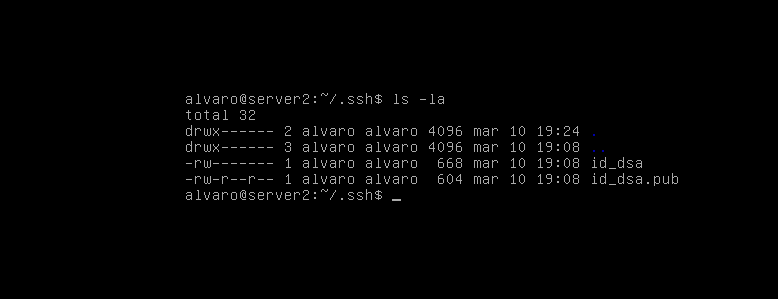 alvaro@server2:~/.ssh$ ls -la
total 32
drwx------ 2 alvaro alvaro 4096 mar 10 19:24 .
drwx------ 3 alvaro alvaro 4096 mar 10 19:08 ..
-rw------- 1 alvaro alvaro  668 mar 10 19:08 id_dsa
-rw-r--r-- 1 alvaro alvaro  604 mar 10 19:08 id_dsa.pub
alvaro@server2:~/.ssh$ _